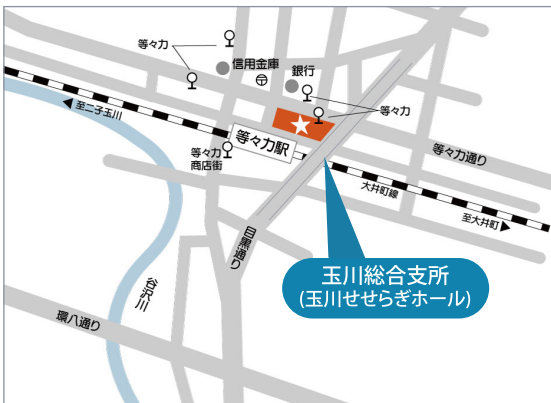 等々力
信用金庫
銀行
等々力
至二子玉川
等々力駅
等々力
商店街
等々力通り
大井町線
至大井町
目黒通り
玉川総合支所
(玉川せせらぎホール)
谷沢川
環八通り